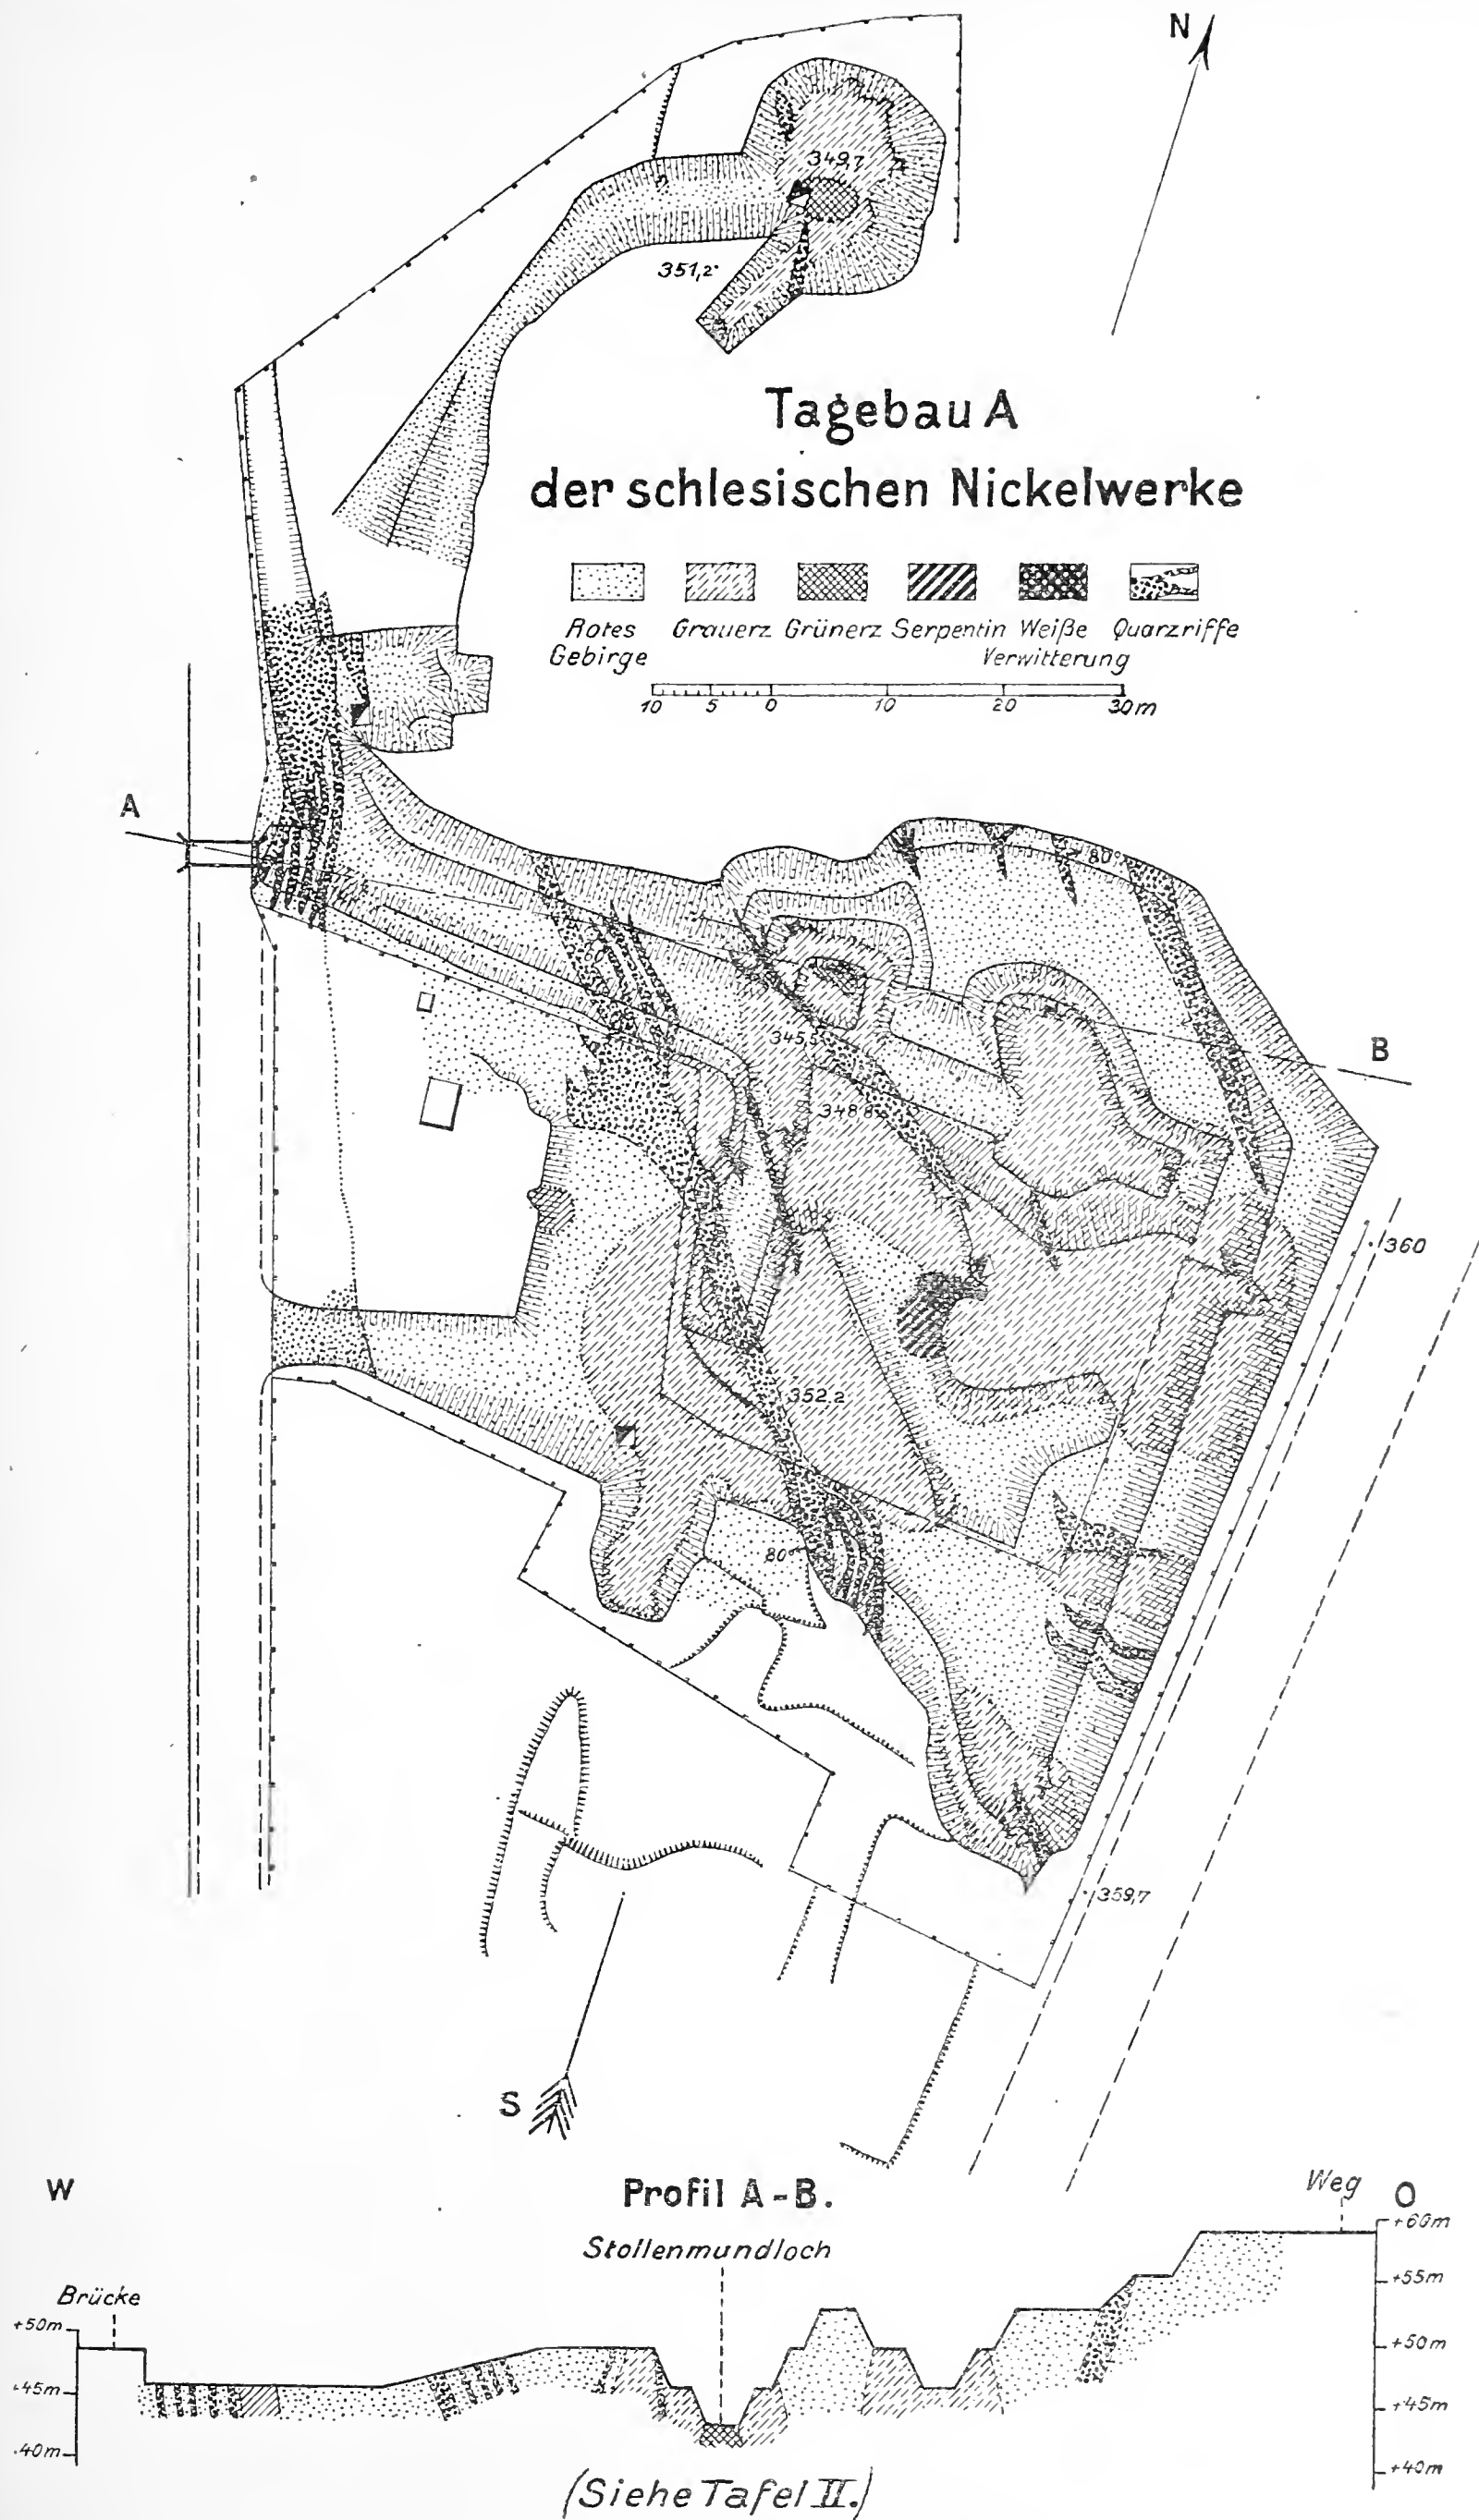 N
349,7
351,2
Tagebau A
der schlesischen Nickelwerke
Rotes Gebirge
Grauerz
Grünerz
Serpentin
Weiße Verwitterung
Quarzriffe
10 5 0 10 20 30m
A
80°
B
345,5
348,8
360
352,2
80°
359,7
S
W
Profil A-B.
Weg
O
Stollenmundloch
Brücke
+60m
+55m
+50m
+50m
+45m
+45m
.40m
+40m
(Siehe Tafel II.)